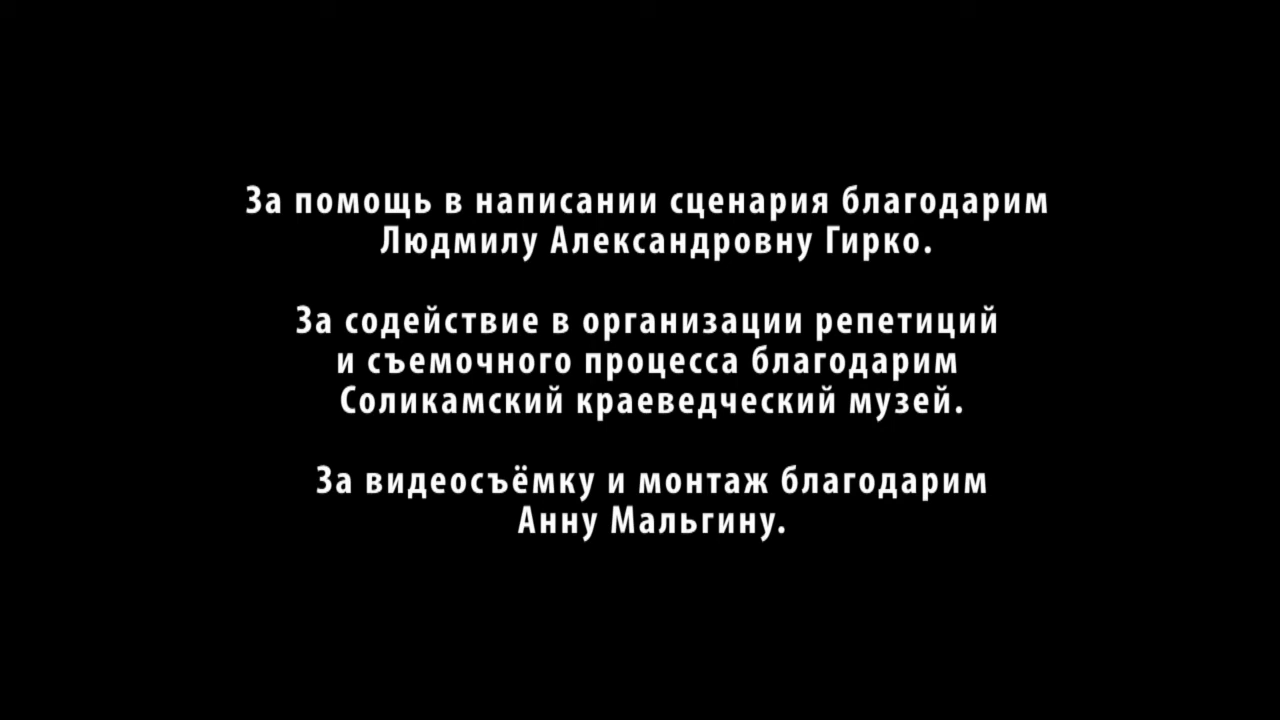 За помощь в написании сценария благодарим
Людмилу Александровну Гирко.
За содействие в организации репетиций
и съемочного процесса благодарим
Соликамский краеведческий музей.
За видеосъёмку и монтаж благодарим
Анну Мальгину.